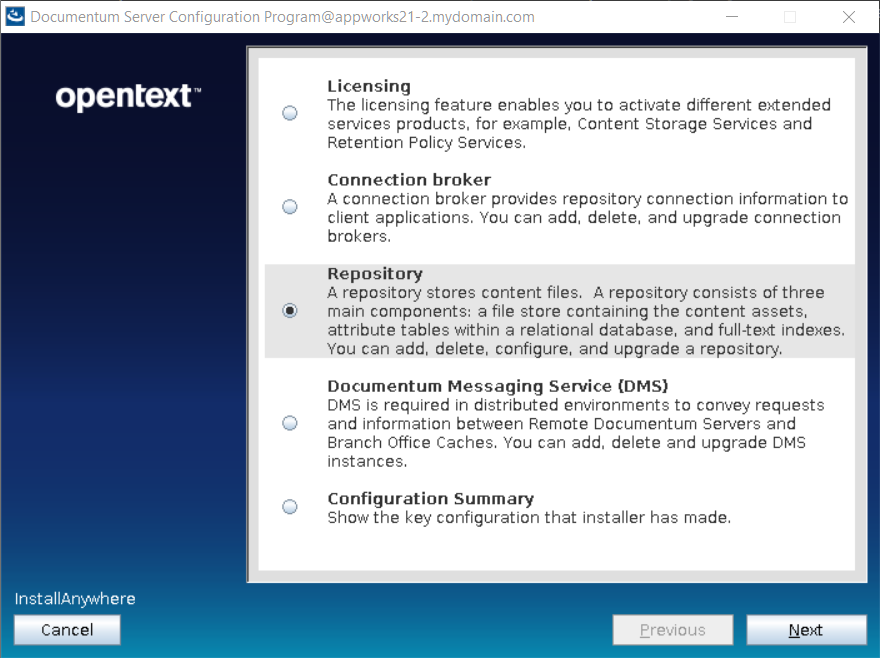 Documentum Server Configuration Program@appworks21-2.mydomain.com
opentext™
Licensing
The licensing feature enables you to activate different extended
services products, for example, Content Storage Services and
Retention Policy Services.
Connection broker
A connection broker provides repository connection information to
client applications. You can add, delete, and upgrade connection
brokers.
Repository
A repository stores content files.  A repository consists of three
main components: a file store containing the content assets,
attribute tables within a relational database, and full-text indexes.
You can add, delete, configure, and upgrade a repository.
Documentum Messaging Service (DMS)
DMS is required in distributed environments to convey requests
and information between Remote Documentum Servers and
Branch Office Caches. You can add, delete and upgrade DMS
instances.
Configuration Summary
Show the key configuration that installer has made.
InstallAnywhere
Cancel
Previous
Next